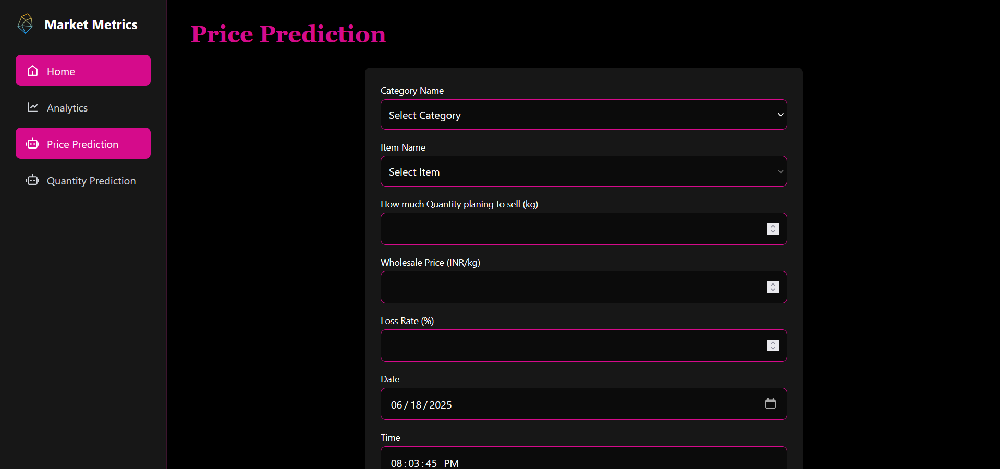 Market Metrics
Home
Analytics
Price Prediction
Quantity Prediction
Price Prediction
Category Name
Select Category
Item Name
Select Item
How much Quantity planing to sell (kg)
Wholesale Price (INR/kg)
Loss Rate (%)
Date
06/18/2025
Time
08:03:45 PM